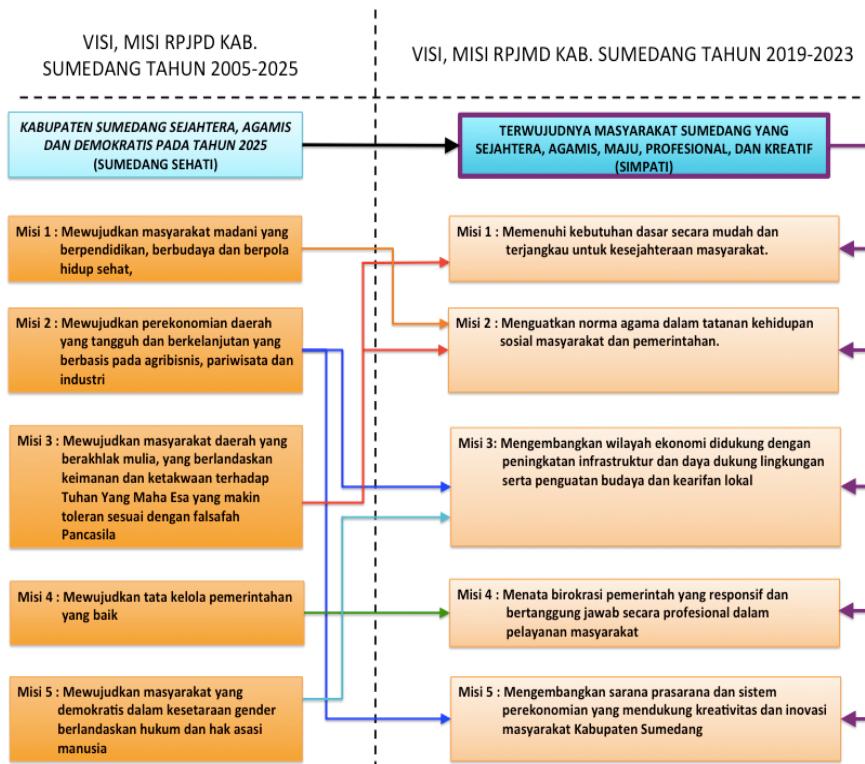 VISI, MISI RPJPD KAB.
SUMEDANG TAHUN 2005-2025
VISI, MISI RPJMD KAB. SUMEDANG TAHUN 2019-2023
KABUPATEN SUMEDANG SEJAHTERA, AGAMIS
DAN DEMOKRATIS PADA TAHUN 2025
(SUMEDANG SEHATI)
TERWUJUDNYA MASYARAKAT SUMEDANG YANG
SEJAHTERA, AGAMIS, MAJU, PROFESIONAL, DAN KREATIF
(SIMPATI)
Misi 1 : Mewujudkan masyarakat madani yang
berpendidikan, berbudaya dan berpola
hidup sehat,
Misi 2 : Mewujudkan perekonomian daerah
yang tangguh dan berkelanjutan yang
berbasis pada agribisnis, pariwisata dan
industri
Misi 3 : Mewujudkan masyarakat daerah yang
berakhlak mulia, yang berlandaskan
keimanan dan ketakwaan terhadap
Tuhan Yang Maha Esa yang makin
toleran sesuai dengan falsafah
Pancasila
Misi 4 : Mewujudkan tata kelola pemerintahan
yang baik
Misi 5 : Mewujudkan masyarakat yang
demokratis dalam kesetaraan gender
berlandaskan hukum dan hak asasi
manusia
Misi 1 : Memenuhi kebutuhan dasar secara mudah dan
terjangkau untuk kesejahteraan masyarakat.
Misi 2 : Menguatkan norma agama dalam tatanan kehidupan
sosial masyarakat dan pemerintahan.
Misi 3: Mengembangkan wilayah ekonomi didukung dengan
peningkatan infrastruktur dan daya dukung lingkungan
serta penguatan budaya dan kearifan lokal
Misi 4 : Menata birokrasi pemerintah yang responsif dan
bertanggung jawab secara profesional dalam
pelayanan masyarakat
Misi 5 : Mengembangkan sarana prasarana dan sistem
perekonomian yang mendukung kreativitas dan inovasi
masyarakat Kabupaten Sumedang